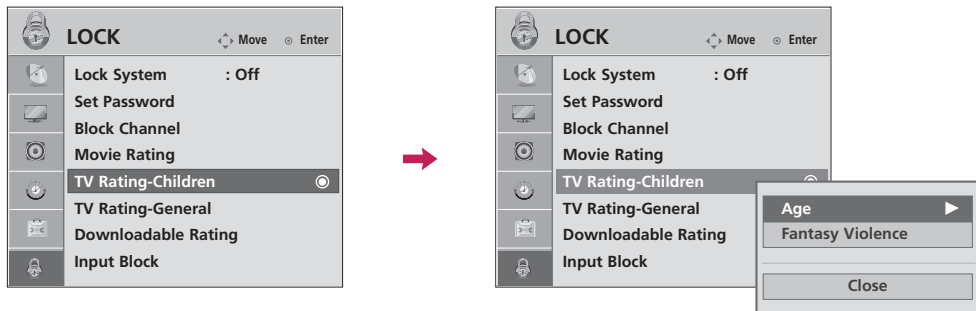 LOCK
Move
Enter
Lock System : Off
Set Password
Block Channel
Movie Rating
TV Rating-Children
TV Rating-General
Downloadable Rating
Input Block
LOCK
Move
Enter
Lock System : Off
Set Password
Block Channel
Movie Rating
TV Rating-Children
TV Rating-General
Downloadable Rating
Input Block
Age
Fantasy Violence
Close